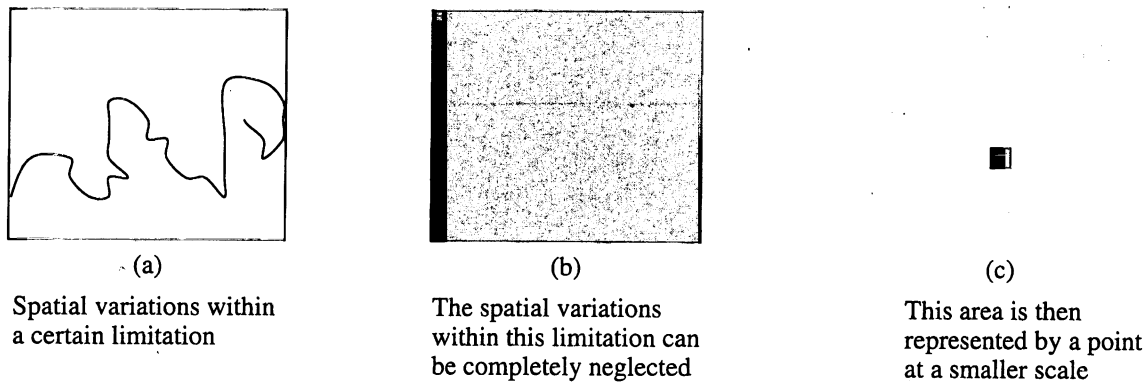 (a)
Spatial variations within
a certain limitation
(b)
The spatial variations
within this limitation can
be completely neglected
(c)
This area is then
represented by a point
at a smaller scale